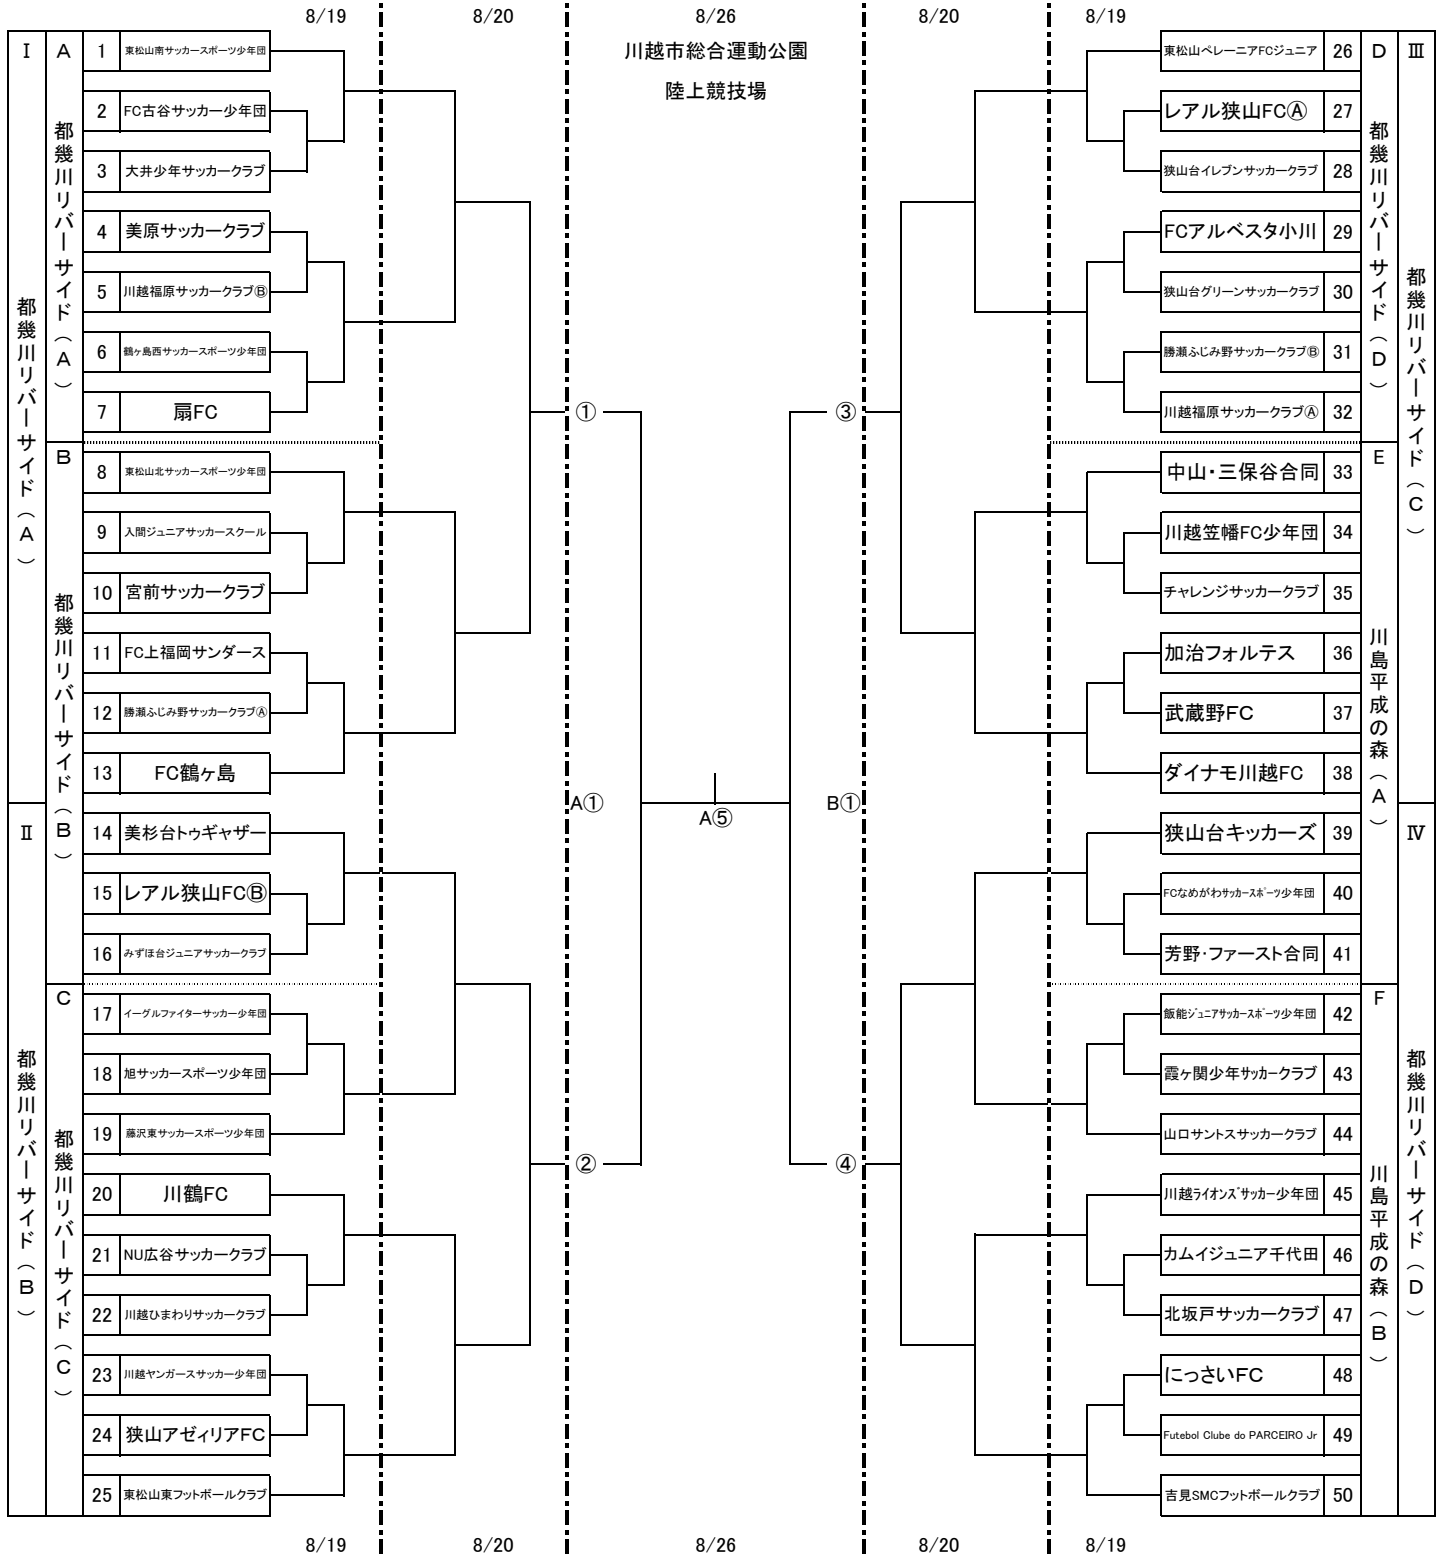 8/19 8/20 8/26 8/20 8/19
川越市総合運動公園
陸上競技場
Ⅰ
都幾川リバーサイド（A）
Ⅱ
都幾川リバーサイド（B）
A
都幾川リバーサイド（A）
B
都幾川リバーサイド（B）
C
都幾川リバーサイド（C）
1 東松山南サッカースポーツ少年団
2 FC古谷サッカー少年団
3 大井少年サッカークラブ
4 美原サッカークラブ
5 川越福原サッカークラブⒷ
6 鶴ヶ島西サッカースポーツ少年団
7 扇FC
8 東松山北サッカースポーツ少年団
9 入間ジュニアサッカースクール
10 宮前サッカークラブ
11 FC上福岡サンダース
12 勝瀬ふじみ野サッカークラブⒶ
13 FC鶴ヶ島
14 美杉台トゥギャザー
15 レアル狭山FCⒷ
16 みずほ台ジュニアサッカークラブ
17 イーグルファイターサッカー少年団
18 旭サッカースポーツ少年団
19 藤沢東サッカースポーツ少年団
20 川鶴FC
21 NU広谷サッカークラブ
22 川越ひまわりサッカークラブ
23 川越ヤンガースサッカー少年団
24 狭山アゼィリアFC
25 東松山東フットボールクラブ
①
②
A①
A⑤
B①
③
④
東松山ペレーニアFCジュニア 26
レアル狭山FCⒶ 27
狭山台イレブンサッカークラブ 28
FCアルベスタ小川 29
狭山台グリーンサッカークラブ 30
勝瀬ふじみ野サッカークラブⒷ 31
川越福原サッカークラブⒶ 32
中山・三保谷合同 33
川越笠幡FC少年団 34
チャレンジサッカークラブ 35
加治フォルテス 36
武蔵野FC 37
ダイナモ川越FC 38
狭山台キッカーズ 39
FCなめがわサッカースポーツ少年団 40
芳野・ファースト合同 41
飯能ジュニアサッカースポーツ少年団 42
霞ヶ関少年サッカークラブ 43
山口サントスサッカークラブ 44
川越ライオンズサッカー少年団 45
カムイジュニア千代田 46
北坂戸サッカークラブ 47
にっさいFC 48
Futebol Clube do PARCEIRO Jr 49
吉見SMCフットボールクラブ 50
D
都幾川リバーサイド（D）
E
川島平成の森（A）
F
川島平成の森（B）
Ⅲ
都幾川リバーサイド（C）
Ⅳ
都幾川リバーサイド（D）
8/19 8/20 8/26 8/20 8/19